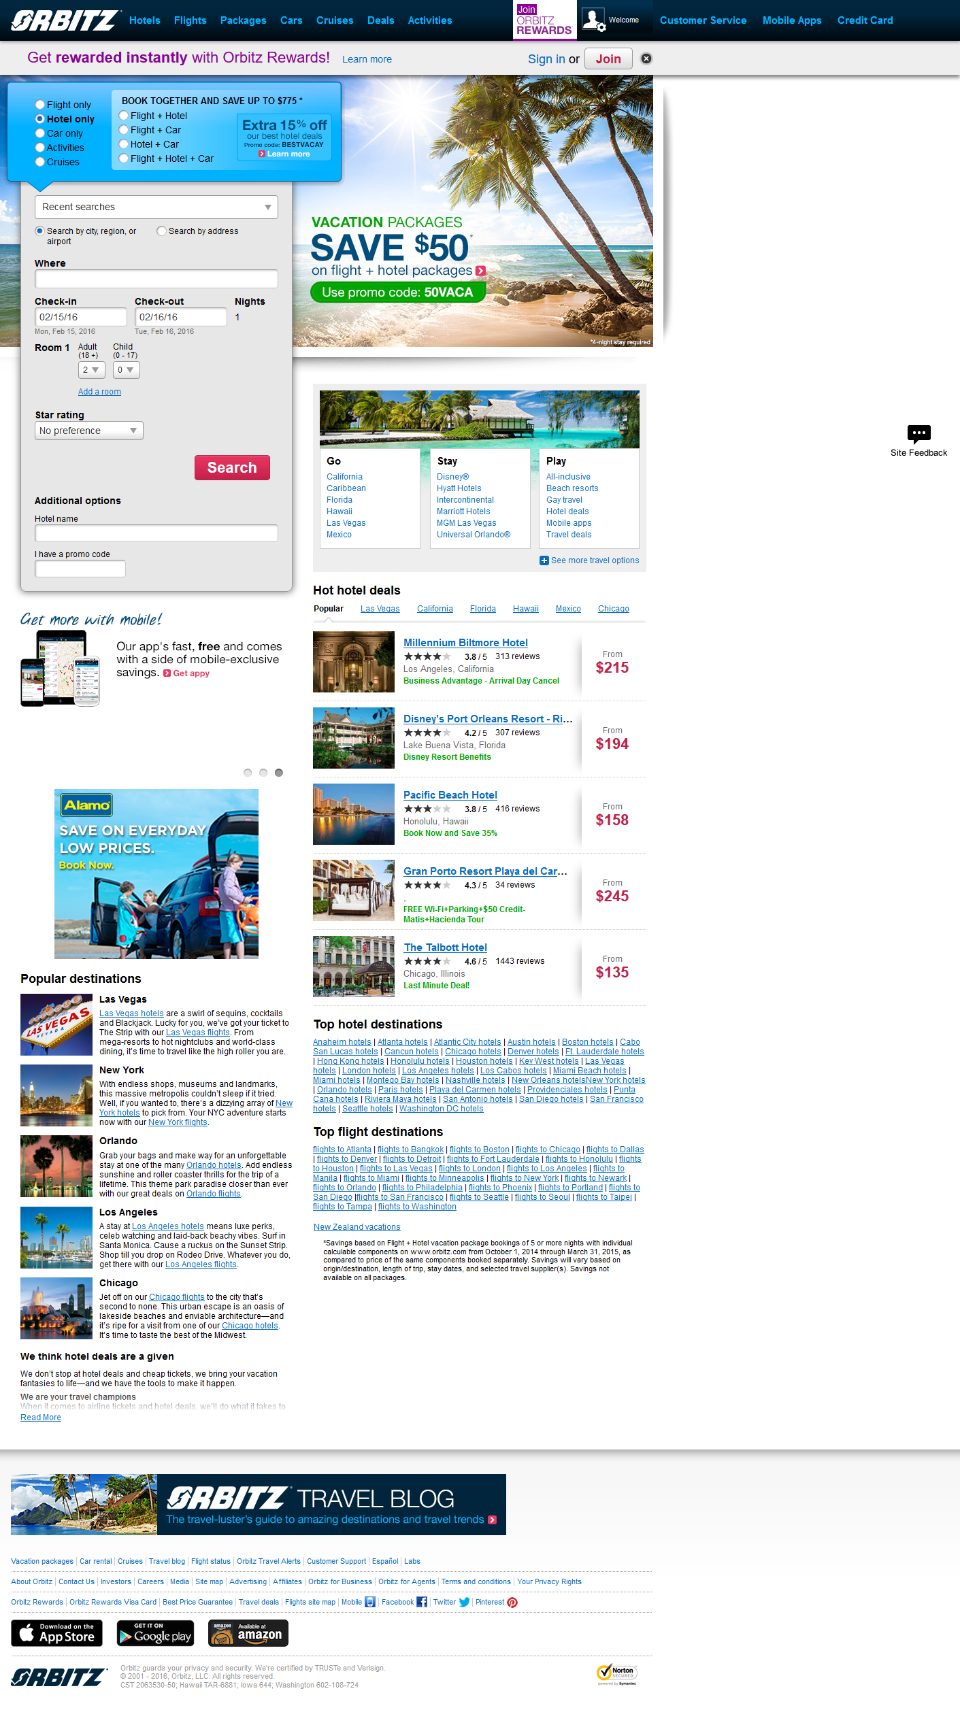 ORBITZ Hotels Flights Packages Cars Cruises Deals Activities Join ORBITZ REWARDS Welcome Customer Service Mobile Apps Credit Card
Get rewarded instantly with Orbitz Rewards! Learn more Sign in or Join
Flight only
Hotel only
Car only
Activities
Cruises
BOOK TOGETHER AND SAVE UP TO $775 *
Flight + Hotel
Flight + Car
Hotel + Car
Flight + Hotel + Car
Extra 15% off
our best hotel deals
Promo code: BESTVACAY
Learn more
Recent searches
Search by city, region, or airport
Search by address
Where
Check-in Check-out Nights
02/15/16 02/16/16 1
Mon, Feb 15, 2016 Tue, Feb 16, 2016
Room 1 Adult (18 +) Child (0 - 17)
2 0
Add a room
Star rating
No preference
Search
Additional options
Hotel name
I have a promo code
VACATION PACKAGES
SAVE $50*
on flight + hotel packages
Use promo code: 50VACA
*4-night stay required
Go
California
Caribbean
Florida
Hawaii
Las Vegas
Mexico
Stay
Disney®
Hyatt Hotels
Intercontinental
Marriott Hotels
MGM Las Vegas
Universal Orlando®
Play
All-inclusive
Beach resorts
Gay travel
Hotel deals
Mobile apps
Travel deals
See more travel options
Site Feedback
Get more with mobile!
Our app's fast, free and comes
with a side of mobile-exclusive
savings. Get appy
Alamo
SAVE ON EVERYDAY
LOW PRICES.
Book Now.
Hot hotel deals
Popular Las Vegas California Florida Hawaii Mexico Chicago
Millennium Biltmore Hotel
3.8 / 5 313 reviews
Los Angeles, California
Business Advantage - Arrival Day Cancel
From
$215
Disney's Port Orleans Resort - Ri...
4.2 / 5 307 reviews
Lake Buena Vista, Florida
Disney Resort Benefits
From
$194
Pacific Beach Hotel
3.8 / 5 416 reviews
Honolulu, Hawaii
Book Now and Save 35%
From
$158
Gran Porto Resort Playa del Car...
4.3 / 5 34 reviews
,
FREE Wi-Fi+Parking+$50 Credit-
Matis+Hacienda Tour
From
$245
The Talbott Hotel
4.6 / 5 1443 reviews
Chicago, Illinois
Last Minute Deal!
From
$135
Popular destinations
Las Vegas
LAS VEGAS
Las Vegas hotels are a swirl of sequins, cocktails
and Blackjack. Lucky for you, we've got your ticket to
The Strip with our Las Vegas flights. From
mega-resorts to hot nightclubs and world-class
dining, it's time to travel like the high roller you are.
New York
With endless shops, museums and landmarks,
this massive metropolis couldn't sleep if it tried.
Well, if you wanted to, there's a dizzying array of New
York hotels to pick from. Your NYC adventure starts
now with our New York flights.
Orlando
Grab your bags and make way for an unforgettable
stay at one of the many Orlando hotels. Add endless
sunshine and roller coaster thrills for the trip of a
lifetime. This theme park paradise closer than ever
with our great deals on Orlando flights.
Los Angeles
A stay at Los Angeles hotels means luxe perks,
celeb watching and laid-back beachy vibes. Surf in
Santa Monica. Cause a ruckus on the Sunset Strip.
Shop till you drop on Rodeo Drive. Whatever you do,
get there with our Los Angeles flights.
Chicago
Jet off on our Chicago flights to the city that's
second to none. This urban escape is an oasis of
lakeside beaches and enviable architecture—and
it's ripe for a visit from one of our Chicago hotels.
It's time to taste the best of the Midwest.
We think hotel deals are a given
We don't stop at hotel deals and cheap tickets, we bring your vacation
fantasies to life—and we have the tools to make it happen.
We are your travel champions
When it comes to airline tickets and hotel deals, we'll do what it takes to
Read More
Top hotel destinations
Anaheim hotels | Atlanta hotels | Atlantic City hotels | Austin hotels | Boston hotels | Cabo
San Lucas hotels | Cancun hotels | Chicago hotels | Denver hotels | Ft. Lauderdale hotels
| Hong Kong hotels | Honolulu hotels | Houston hotels | Key West hotels | Las Vegas
hotels | London hotels | Los Angeles hotels | Los Cabos hotels | Miami Beach hotels |
Miami hotels | Montego Bay hotels | Nashville hotels | New Orleans hotelsNew York hotels
| Orlando hotels | Paris hotels | Playa del Carmen hotels | Providenciales hotels | Punta
Cana hotels | Riviera Maya hotels | San Antonio hotels | San Diego hotels | San Francisco
hotels | Seattle hotels | Washington DC hotels
Top flight destinations
flights to Atlanta | flights to Bangkok | flights to Boston | flights to Chicago | flights to Dallas
| flights to Denver | flights to Detroit | flights to Fort Lauderdale | flights to Honolulu | flights
to Houston | flights to Las Vegas | flights to London | flights to Los Angeles | flights to
Manila | flights to Miami | flights to Minneapolis | flights to New York | flights to Newark |
flights to Orlando | flights to Philadelphia | flights to Phoenix | flights to Portland | flights to
San Diego |flights to San Francisco | flights to Seattle | flights to Seoul | flights to Taipei |
flights to Tampa | flights to Washington
New Zealand vacations
*Savings based on Flight + Hotel vacation package bookings of 5 or more nights with individual
calculable components on www.orbitz.com from October 1, 2014 through March 31, 2015, as
compared to price of the same components booked separately. Savings will vary based on
origin/destination, length of trip, stay dates, and selected travel supplier(s). Savings not
available on all packages.
ORBITZ TRAVEL BLOG
The travel-luster's guide to amazing destinations and travel trends
Vacation packages | Car rental | Cruises | Travel blog | Flight status | Orbitz Travel Alerts | Customer Support | Español | Labs
About Orbitz | Contact Us | Investors | Careers | Media | Site map | Advertising | Affiliates | Orbitz for Business | Orbitz for Agents | Terms and conditions | Your Privacy Rights
Orbitz Rewards | Orbitz Rewards Visa Card | Best Price Guarantee | Travel deals | Flights site map | Mobile | Facebook | Twitter | Pinterest
Download on the App Store
GET IT ON Google play
Available at amazon
ORBITZ
Orbitz guards your privacy and security. We're certified by TRUSTe and Verisign.
© 2001 - 2016, Orbitz, LLC. All rights reserved.
CST 2063530-50; Hawaii TAR-6881; Iowa 644; Washington 602-108-724
Norton
SECURED
powered by Symantec